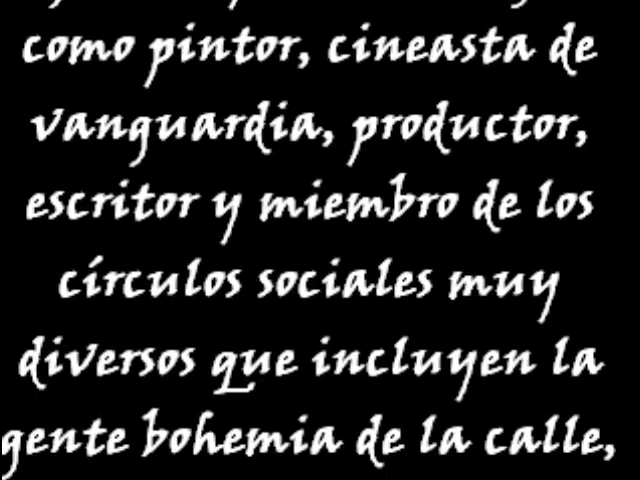 como pintor, cineasta de
vanguardia, productor,
escritor y miembro de los
círculos sociales muy
diversos que incluyen la
gente bohemia de la calle,